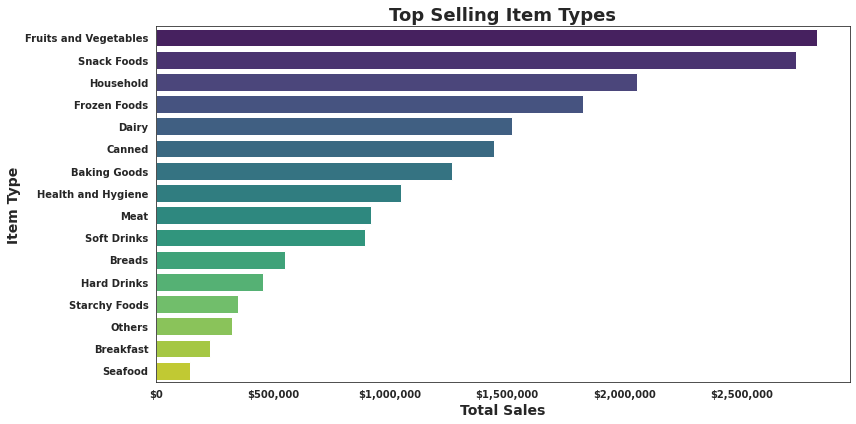 Top Selling Item Types
Item Type
Fruits and Vegetables
Snack Foods
Household
Frozen Foods
Dairy
Canned
Baking Goods
Health and Hygiene
Meat
Soft Drinks
Breads
Hard Drinks
Starchy Foods
Others
Breakfast
Seafood
$0 $500,000 $1,000,000 $1,500,000 $2,000,000 $2,500,000
Total Sales